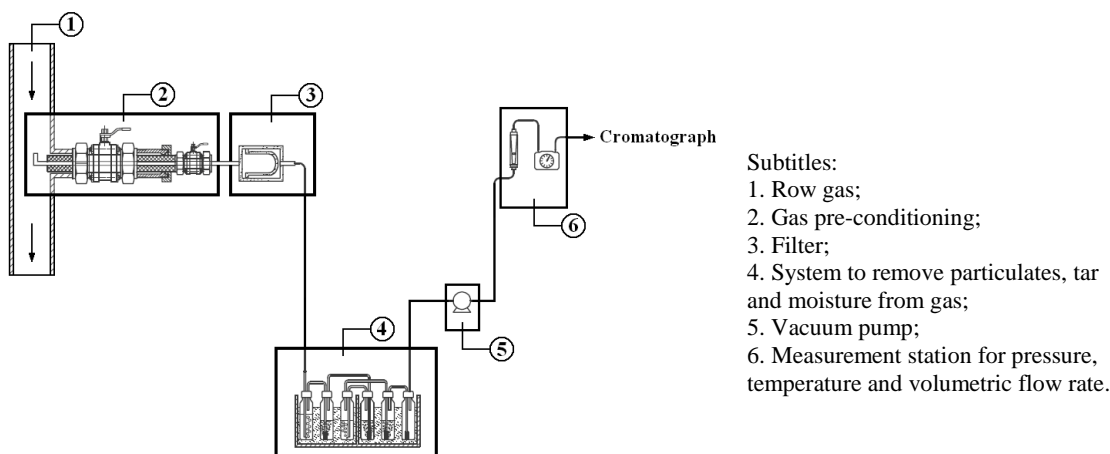 1
2
3
Cromatograph
6
4
5
Subtitles:
1. Row gas;
2. Gas pre-conditioning;
3. Filter;
4. System to remove particulates, tar
and moisture from gas;
5. Vacuum pump;
6. Measurement station for pressure,
temperature and volumetric flow rate.